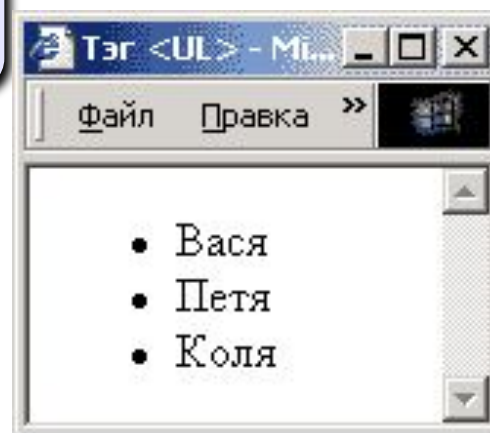 Тэг <UL> - Mi...
Файл Правка »
• Вася
• Петя
• Коля